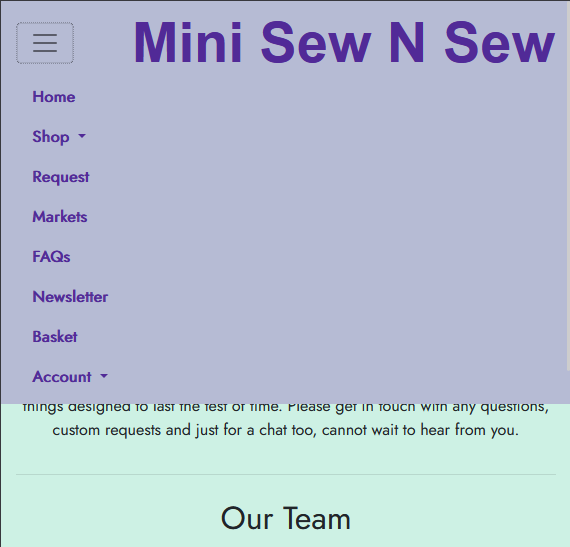 Mini Sew N Sew
Home
Shop
Request
Markets
FAQs
Newsletter
Basket
Account
things designed to last the test of time. Please get in touch with any questions,
custom requests and just for a chat too, cannot wait to hear from you.
Our Team